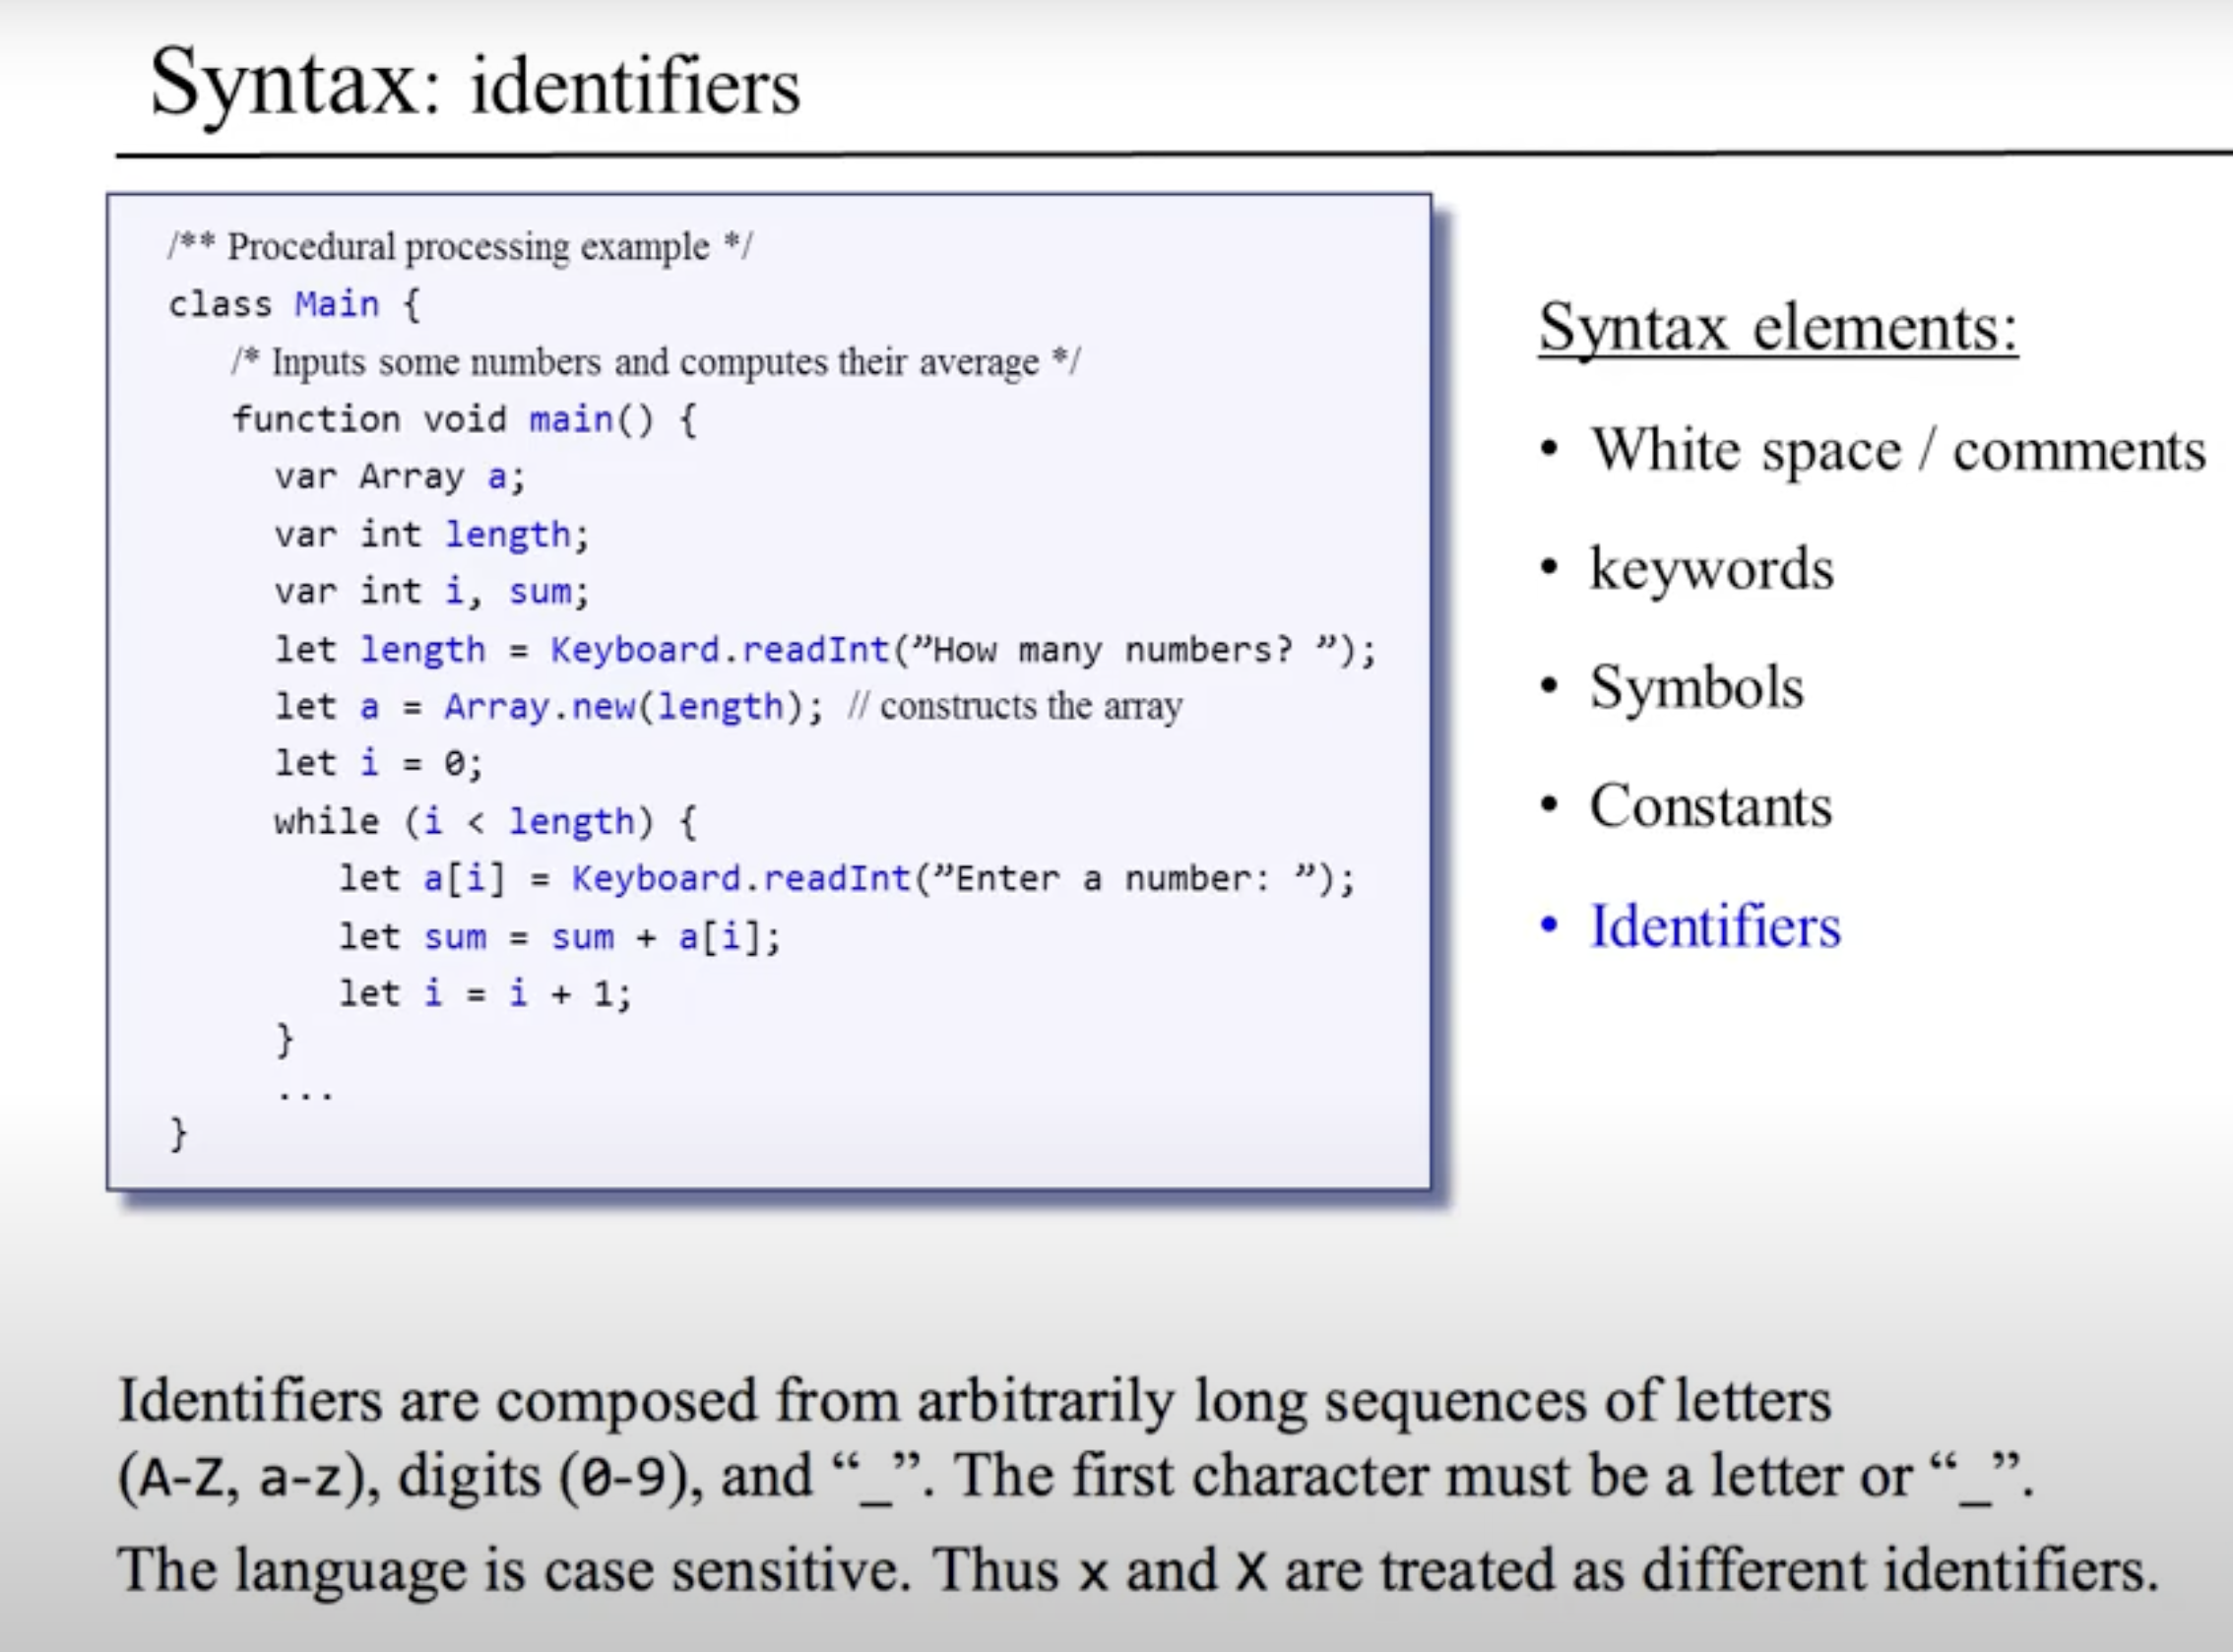 Syntax: identifiers
/** Procedural processing example */
class Main {
/* Inputs some numbers and computes their average */
function void main() {
var Array a;
var int length;
var int i, sum;
let length = Keyboard.readInt(”How many numbers? ”);
let a = Array.new(length); // constructs the array
let i = 0;
while (i < length) {
let a[i] = Keyboard.readInt(”Enter a number: ”);
let sum = sum + a[i];
let i = i + 1;
}
...
}
Syntax elements:
• White space / comments
• keywords
• Symbols
• Constants
• Identifiers
Identifiers are composed from arbitrarily long sequences of letters
(A-Z, a-z), digits (0-9), and “_”. The first character must be a letter or “_”.
The language is case sensitive. Thus x and X are treated as different identifiers.